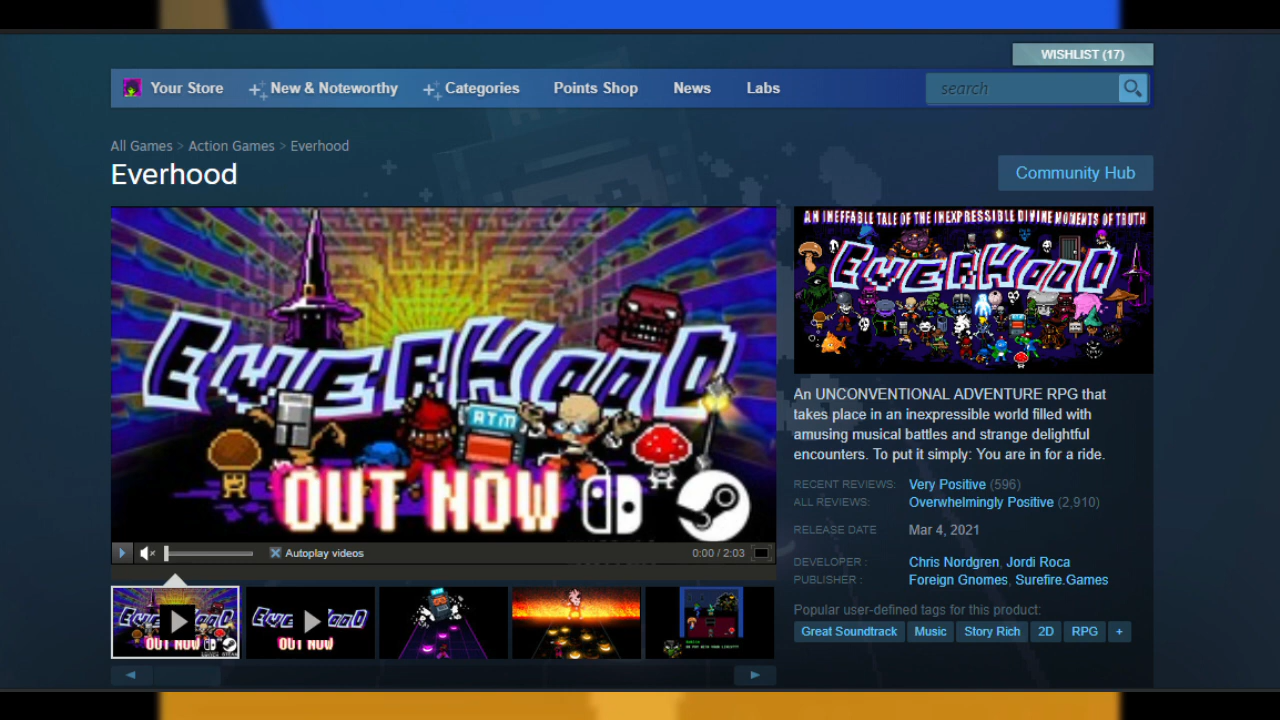 WISHLIST (17)
Your Store
New & Noteworthy
Categories
Points Shop
News
Labs
search
All Games > Action Games > Everhood
Everhood
Community Hub
EVERHOOD
ATM
OUT NOW
Autoplay videos
0:00 / 2:03
EVERHOOD
OUT NOW
EVERHOOD
OUT NOW
AN INEFFABLE TALE OF THE INEXPRESSIBLE DIVINE MOMENTS OF TRUTH
EVERHOOD
An UNCONVENTIONAL ADVENTURE RPG that
takes place in an inexpressible world filled with
amusing musical battles and strange delightful
encounters. To put it simply: You are in for a ride.
RECENT REVIEWS: Very Positive (596)
ALL REVIEWS: Overwhelmingly Positive (2,910)
RELEASE DATE Mar 4, 2021
DEVELOPER : Chris Nordgren, Jordi Roca
PUBLISHER : Foreign Gnomes, Surefire.Games
Popular user-defined tags for this product:
Great Soundtrack Music Story Rich 2D RPG +